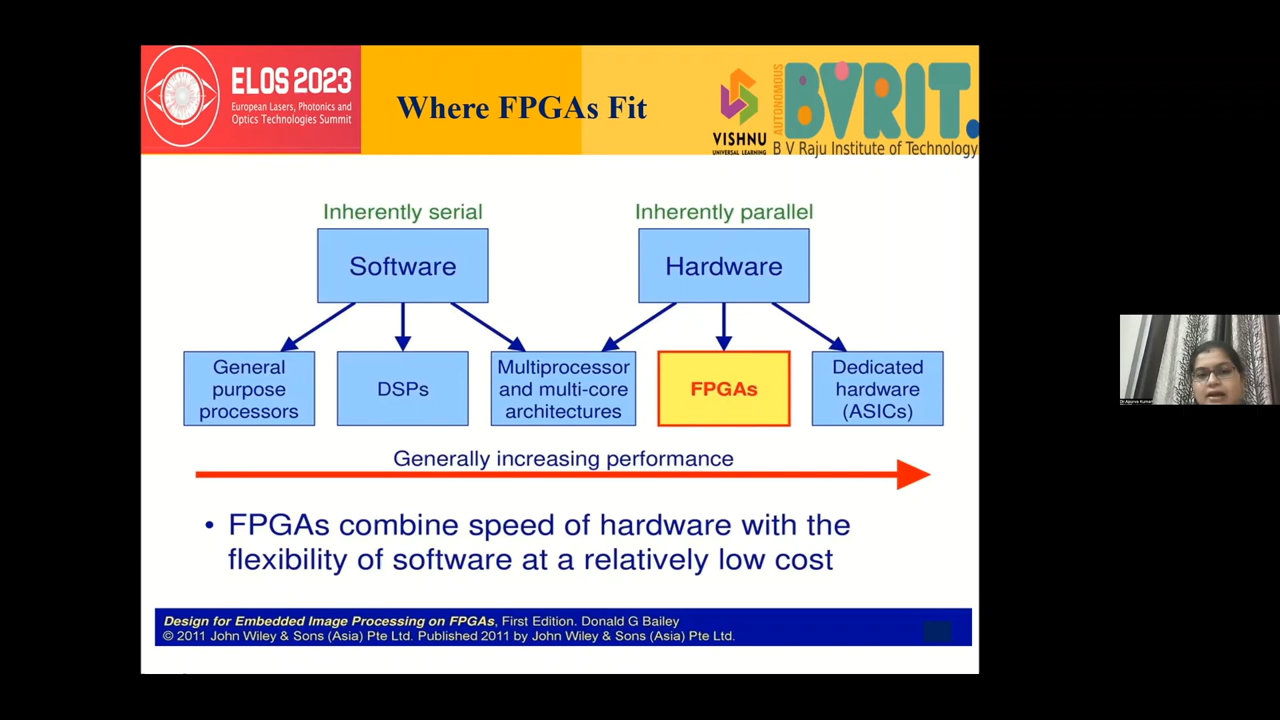 ELOS 2023
European Lasers, Photonics and
Optics Technologies Summit
Where FPGAs Fit
VISHNU
UNIVERSAL LEARNING
AUTONOMOUS
BVRIT.
B V Raju Institute of Technology
Inherently serial
Inherently parallel
Software
Hardware
General
purpose
processors
DSPs
Multiprocessor
and multi-core
architectures
FPGAs
Dedicated
hardware
(ASICs)
Generally increasing performance
• FPGAs combine speed of hardware with the
flexibility of software at a relatively low cost
Design for Embedded Image Processing on FPGAs, First Edition. Donald G Bailey
© 2011 John Wiley & Sons (Asia) Pte Ltd. Published 2011 by John Wiley & Sons (Asia) Pte Ltd.